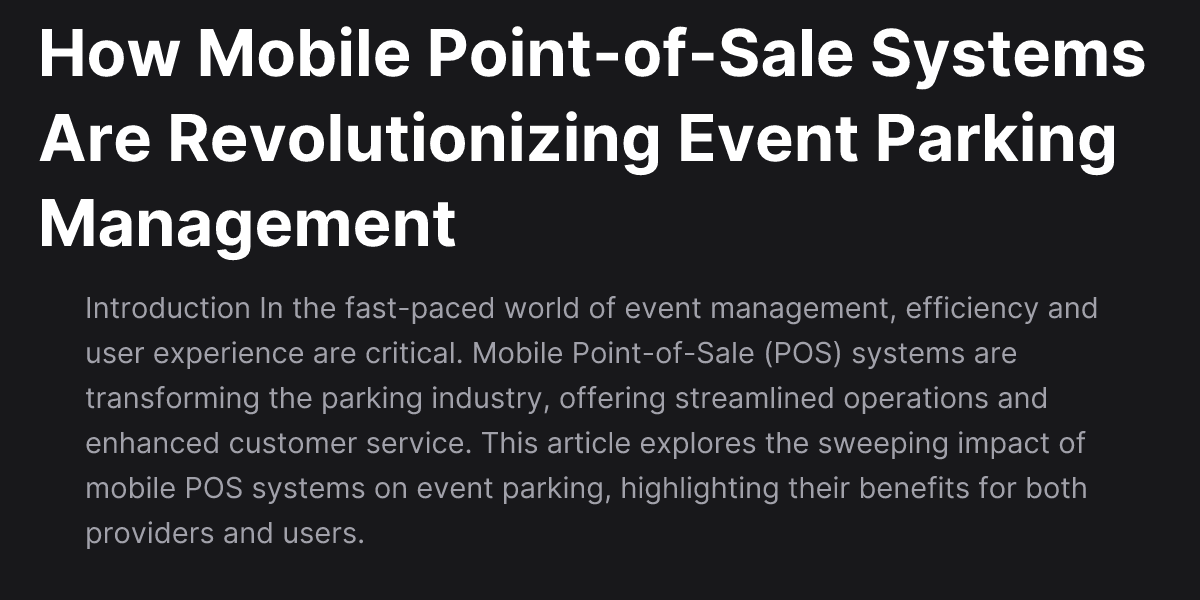 How Mobile Point-of-Sale Systems
Are Revolutionizing Event Parking
Management
Introduction In the fast-paced world of event management, efficiency and
user experience are critical. Mobile Point-of-Sale (POS) systems are
transforming the parking industry, offering streamlined operations and
enhanced customer service. This article explores the sweeping impact of
mobile POS systems on event parking, highlighting their benefits for both
providers and users.